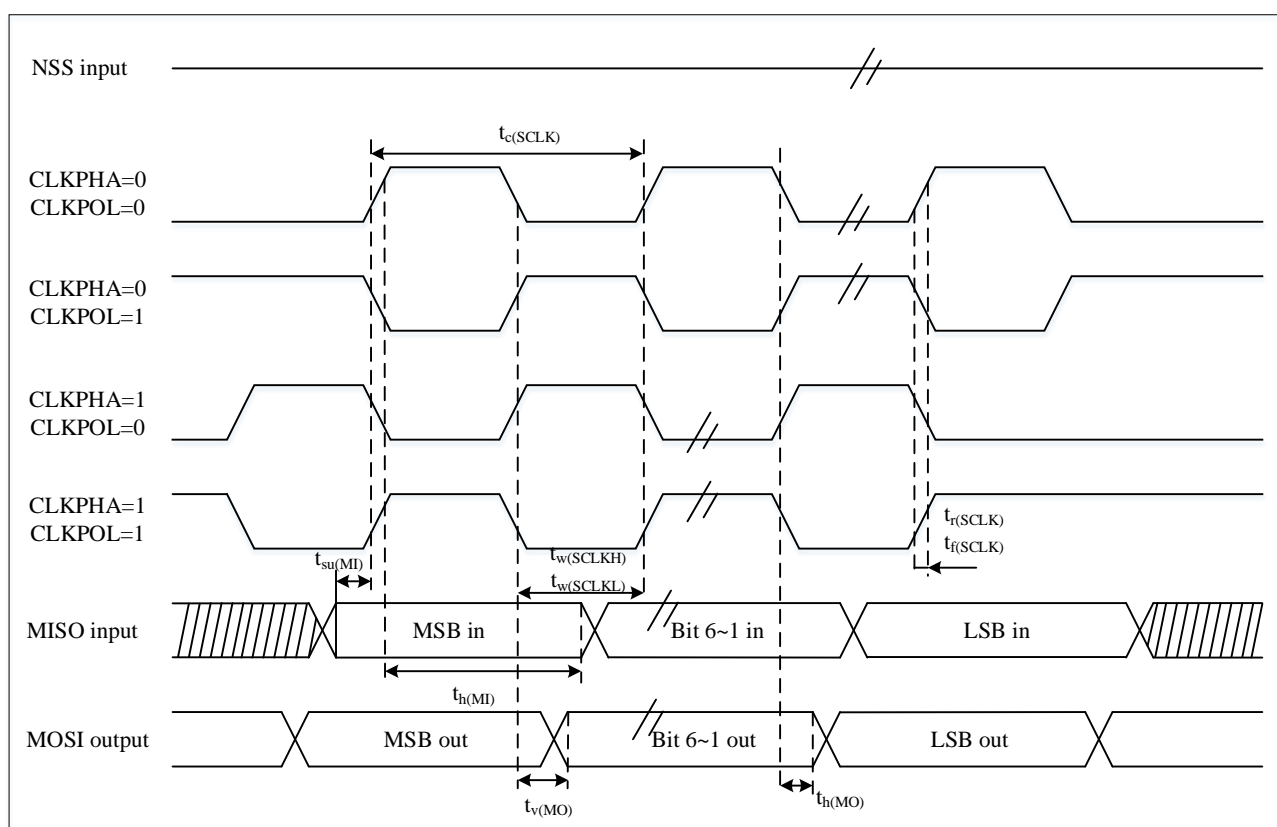 NSS input
tc(SCLK)
CLKPHA=0
CLKPOL=0
CLKPHA=0
CLKPOL=1
CLKPHA=1
CLKPOL=0
CLKPHA=1
CLKPOL=1
tr(SCLK)
tf(SCLK)
tsu(MI)
tw(SCLKH)
tw(SCLKL)
MISO input
MSB in
Bit 6~1 in
LSB in
th(MI)
MOSI output
MSB out
Bit 6~1 out
LSB out
tv(MO)
th(MO)